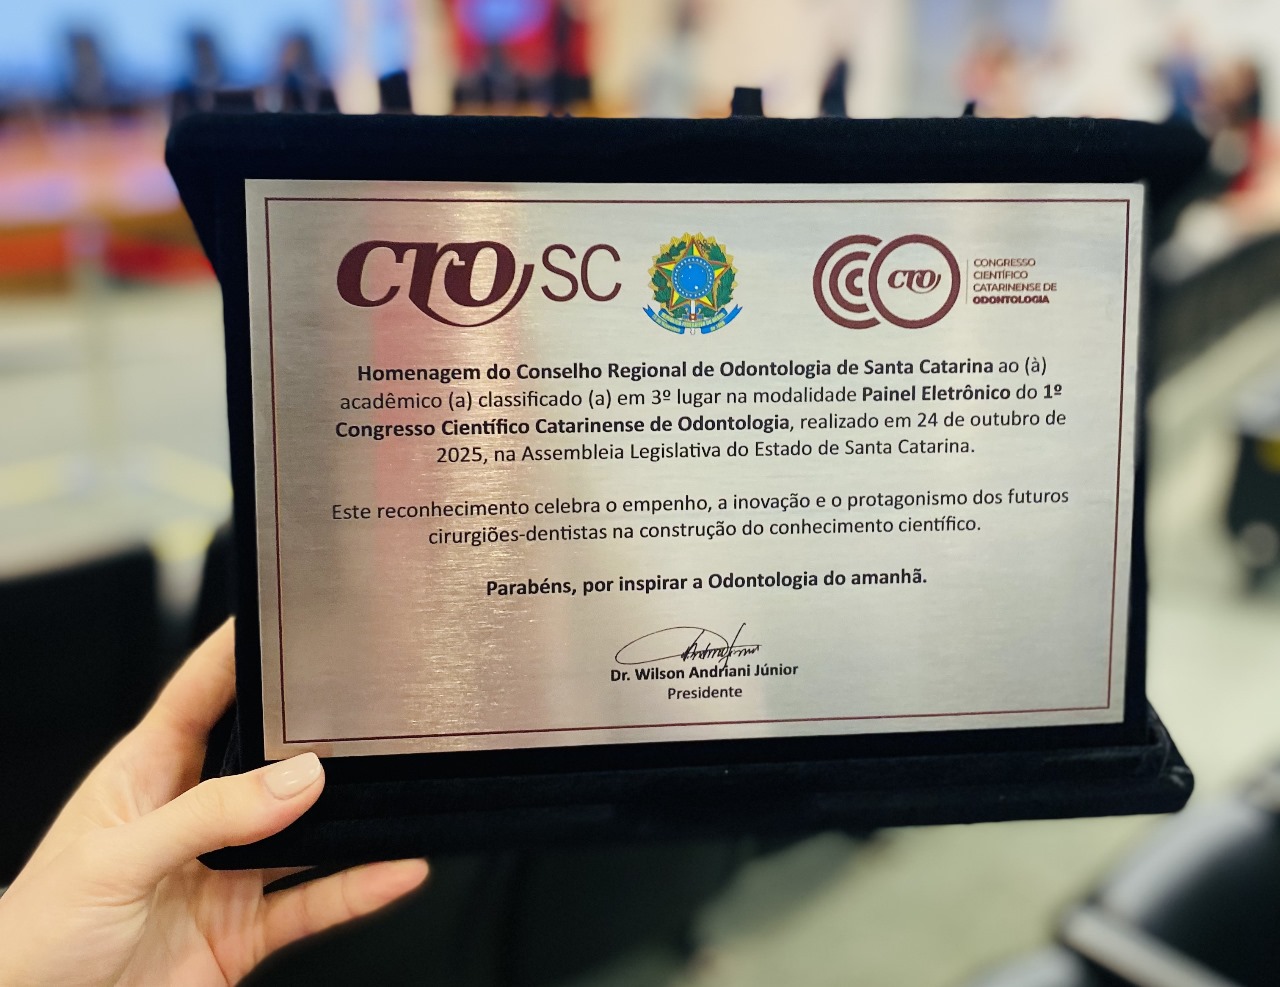 cro SC
cro
CONGRESSO
CIENTÍFICO
CATARINENSE DE
ODONTOLOGIA
Homenagem do Conselho Regional de Odontologia de Santa Catarina ao (à)
acadêmico (a) classificado (a) em 3º lugar na modalidade Painel Eletrônico do 1º
Congresso Científico Catarinense de Odontologia, realizado em 24 de outubro de
2025, na Assembleia Legislativa do Estado de Santa Catarina.
Este reconhecimento celebra o empenho, a inovação e o protagonismo dos futuros
cirurgiões-dentistas na construção do conhecimento científico.
Parabéns, por inspirar a Odontologia do amanhã.
Dr. Wilson Andriani Júnior
Presidente